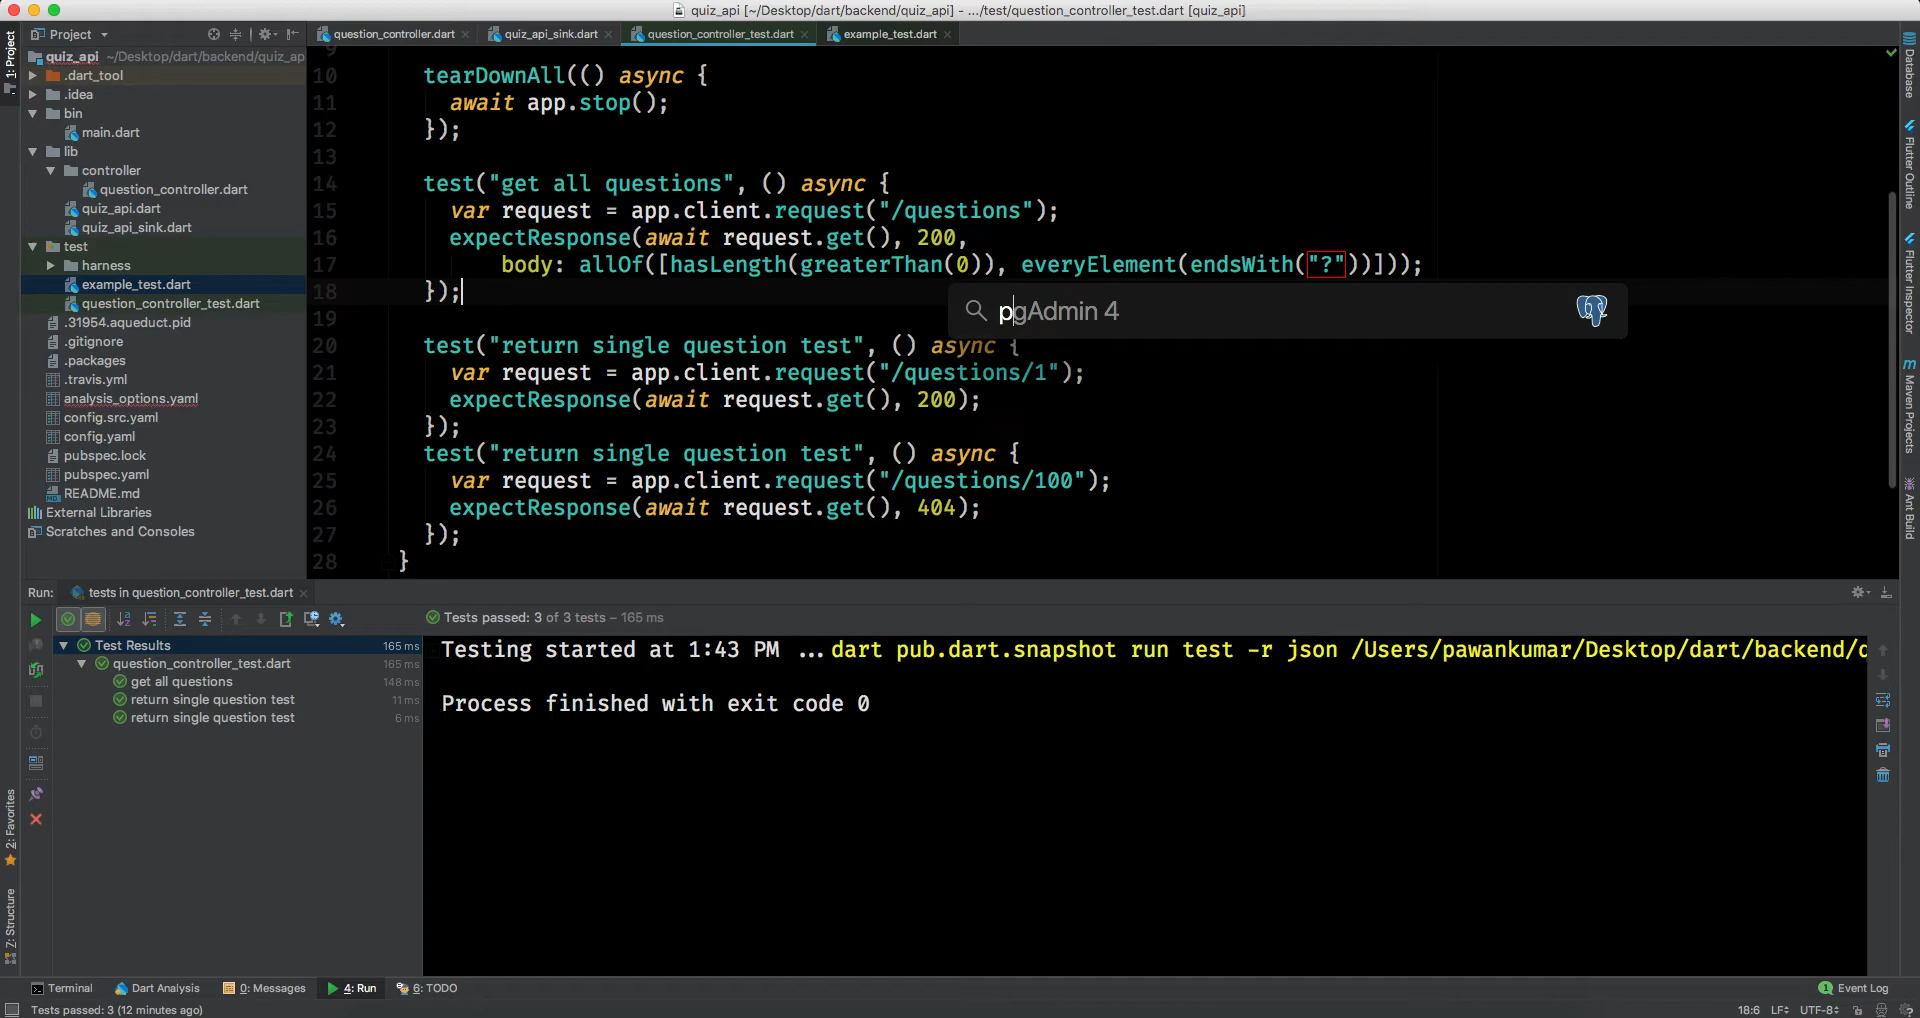 quiz_api [~/Desktop/dart/backend/quiz_api] - .../test/question_controller_test.dart [quiz_api]
Project
question_controller.dart
quiz_api_sink.dart
question_controller_test.dart
example_test.dart
1: Project
quiz_api ~/Desktop/dart/backend/quiz_ap
.dart_tool
.idea
bin
main.dart
lib
controller
question_controller.dart
quiz_api.dart
quiz_api_sink.dart
test
harness
example_test.dart
question_controller_test.dart
.31954.aqueduct.pid
.gitignore
.packages
.travis.yml
analysis_options.yaml
config.src.yaml
config.yaml
pubspec.lock
pubspec.yaml
README.md
External Libraries
Scratches and Consoles
9
10 tearDownAll(() async {
11 await app.stop();
12 });
13
14 test("get all questions", () async {
15 var request = app.client.request("/questions");
16 expectResponse(await request.get(), 200,
17 body: allOf([hasLength(greaterThan(0)), everyElement(endsWith("?"))]));
18 });
19
20 test("return single question test", () async {
21 var request = app.client.request("/questions/1");
22 expectResponse(await request.get(), 200);
23 });
24 test("return single question test", () async {
25 var request = app.client.request("/questions/100");
26 expectResponse(await request.get(), 404);
27 });
28 }
pgAdmin 4
Database
Flutter Outline
Flutter Inspector
m Maven Projects
Ant Build
Run: tests in question_controller_test.dart
Tests passed: 3 of 3 tests – 165 ms
Test Results 165 ms
question_controller_test.dart 165 ms
get all questions 148 ms
return single question test 11 ms
return single question test 6 ms
Testing started at 1:43 PM ...dart pub.dart.snapshot run test -r json /Users/pawankumar/Desktop/dart/backend/
Process finished with exit code 0
2: Favorites
Z: Structure
Terminal
Dart Analysis
0: Messages
4: Run
6: TODO
1 Event Log
Tests passed: 3 (12 minutes ago)
18:6 LF UTF-8